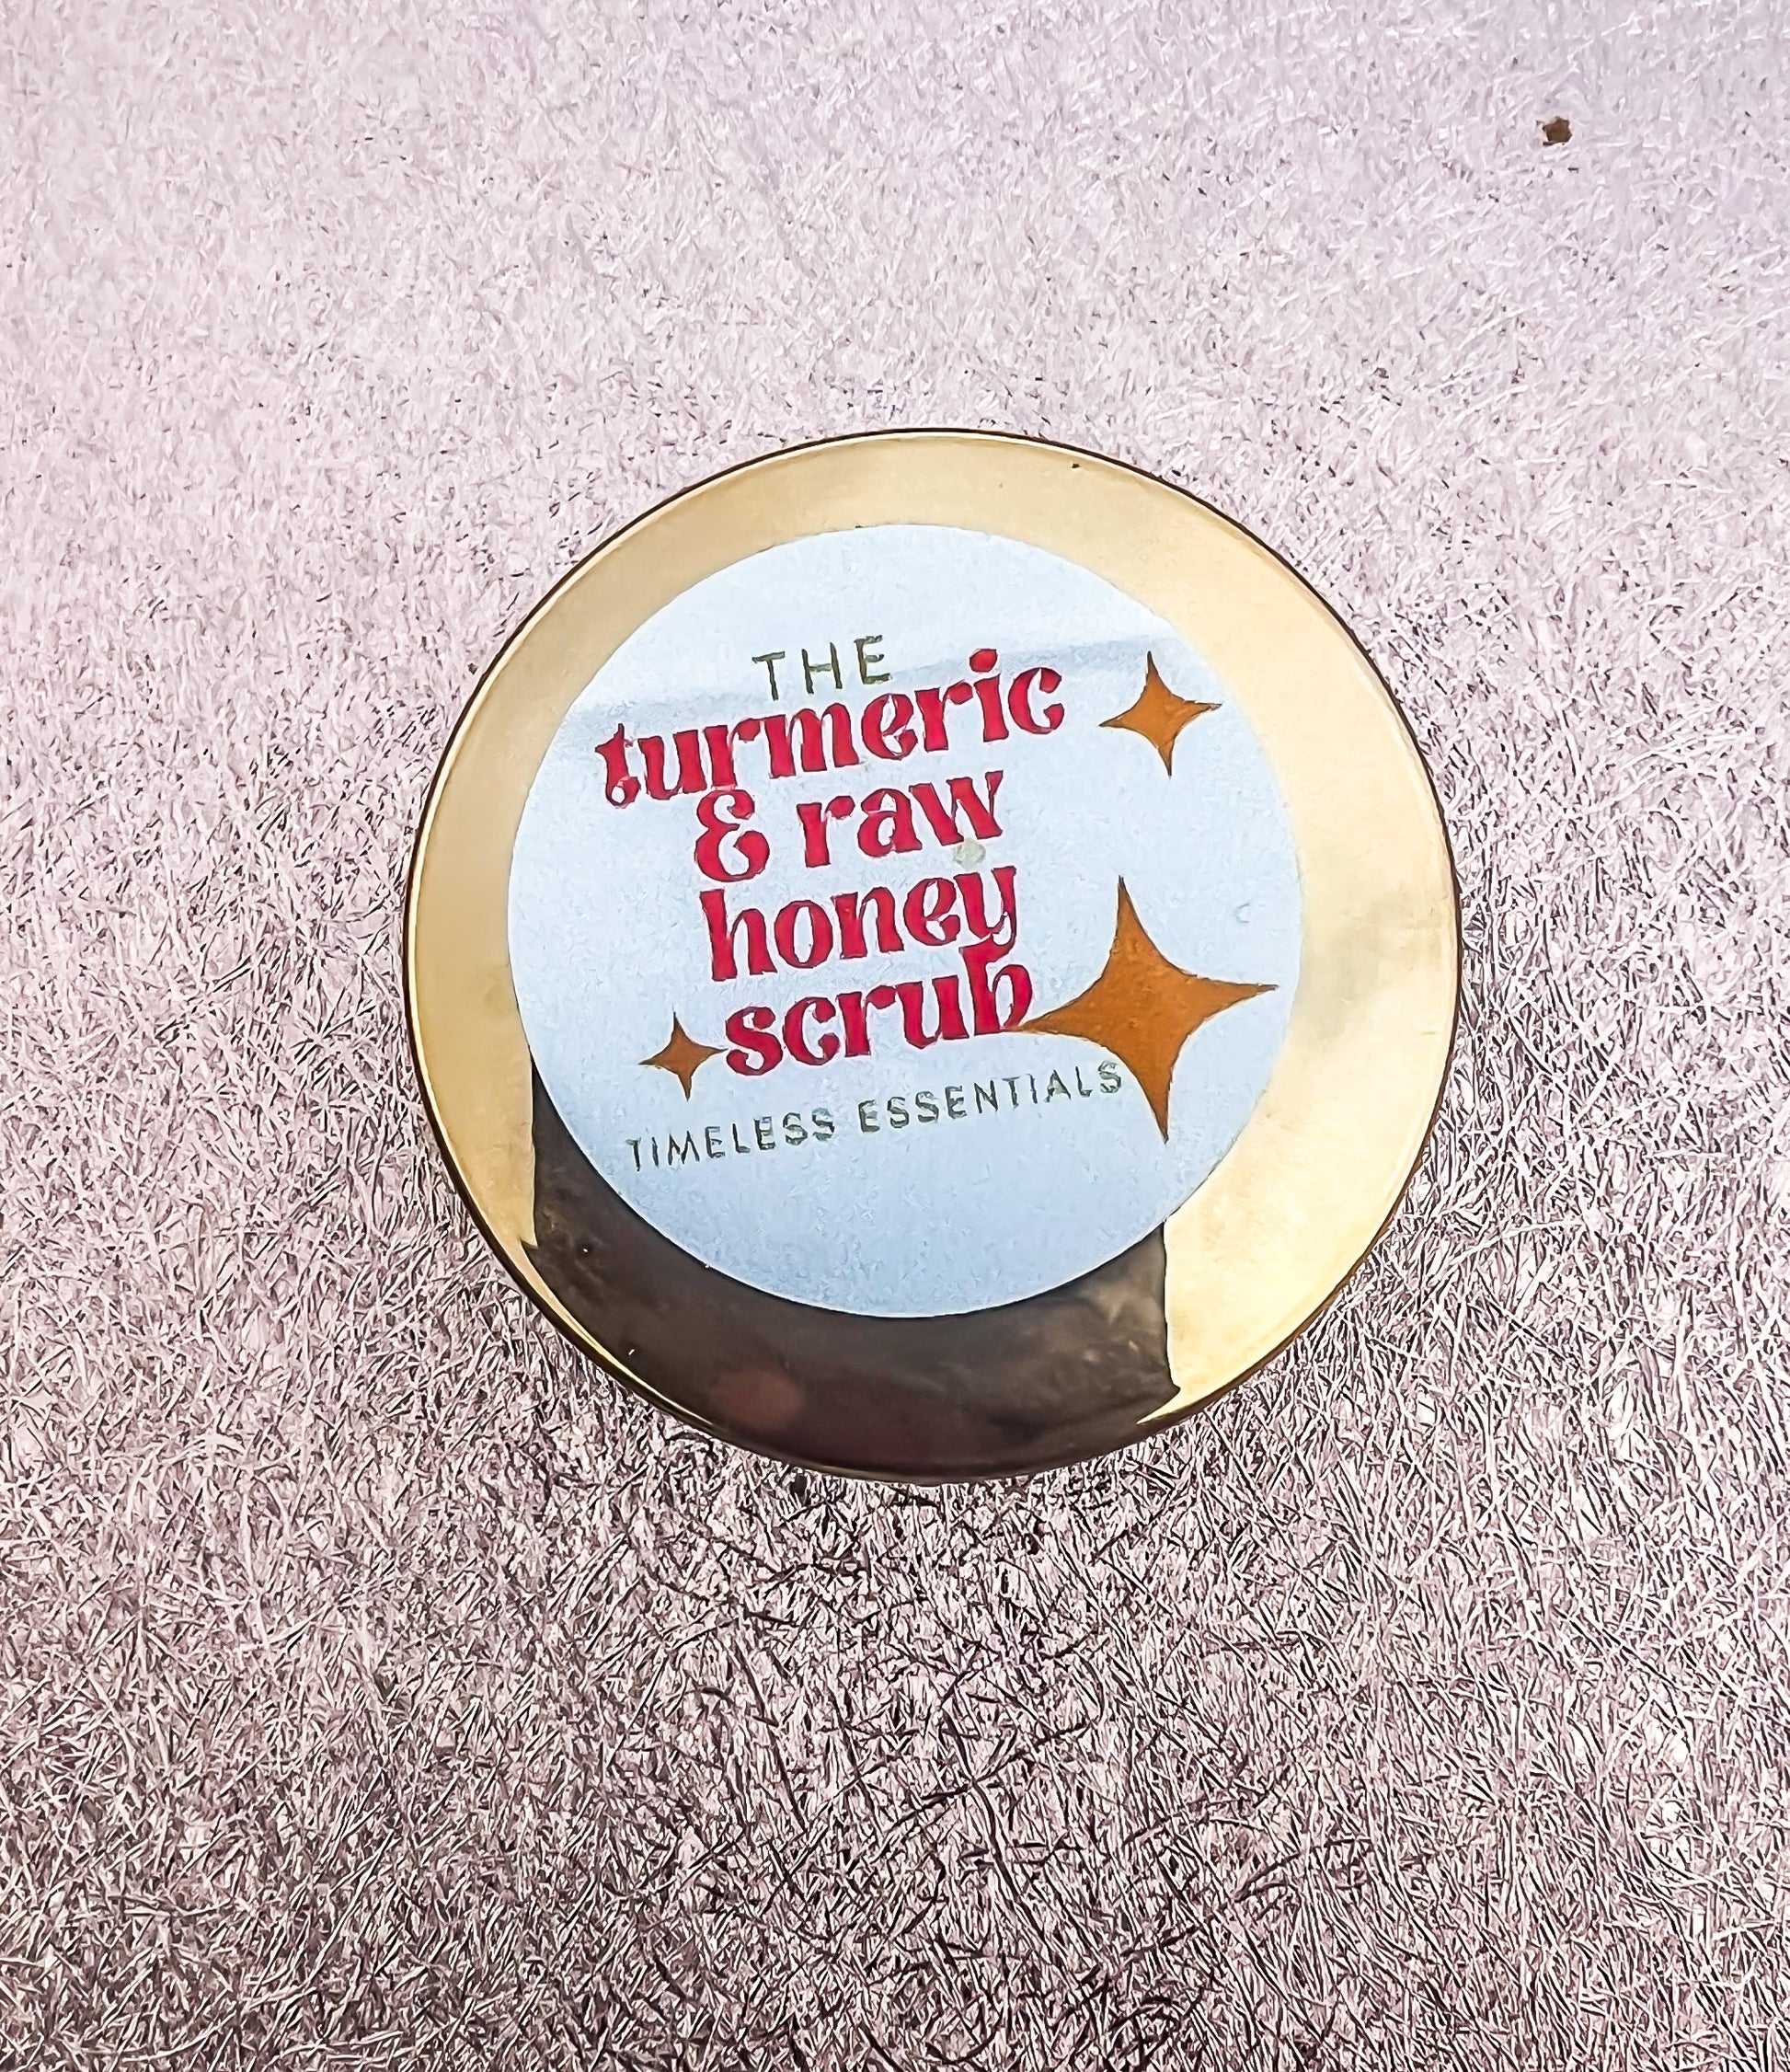 THE
turmeric
& raw
honey
scrub
TIMELESS ESSENTIALS